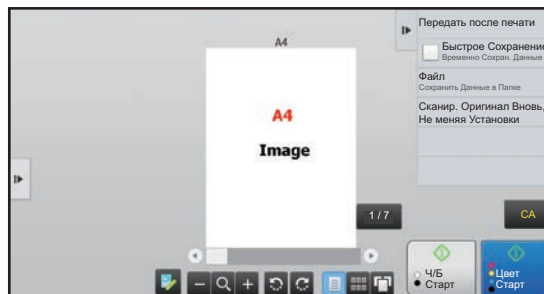 A4
A4
Image
1 / 7
Передать после печати
Быстрое Сохранение
Временно Сохран. Данные
Файл
Сохранить Данные в Папке
Сканир. Оригинал Вновь,
Не меняя Установки
CA
Ч/Б
Старт
Цвет
Старт